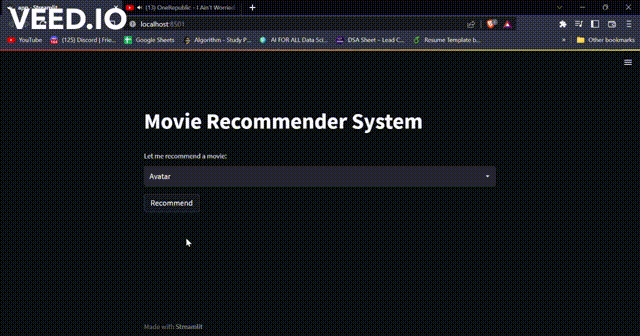 VEED.IO
(13) OneRepublic - I Ain't Worried
localhost:8501
YouTube
(125) Discord | Frie...
Google Sheets
Algorithm - Study P...
AI FOR ALL Data Sci...
DSA Sheet – Lead C...
Resume Template b...
»
Other bookmarks
Movie Recommender System
Let me recommend a movie:
Avatar
Recommend
Made with Streamlit